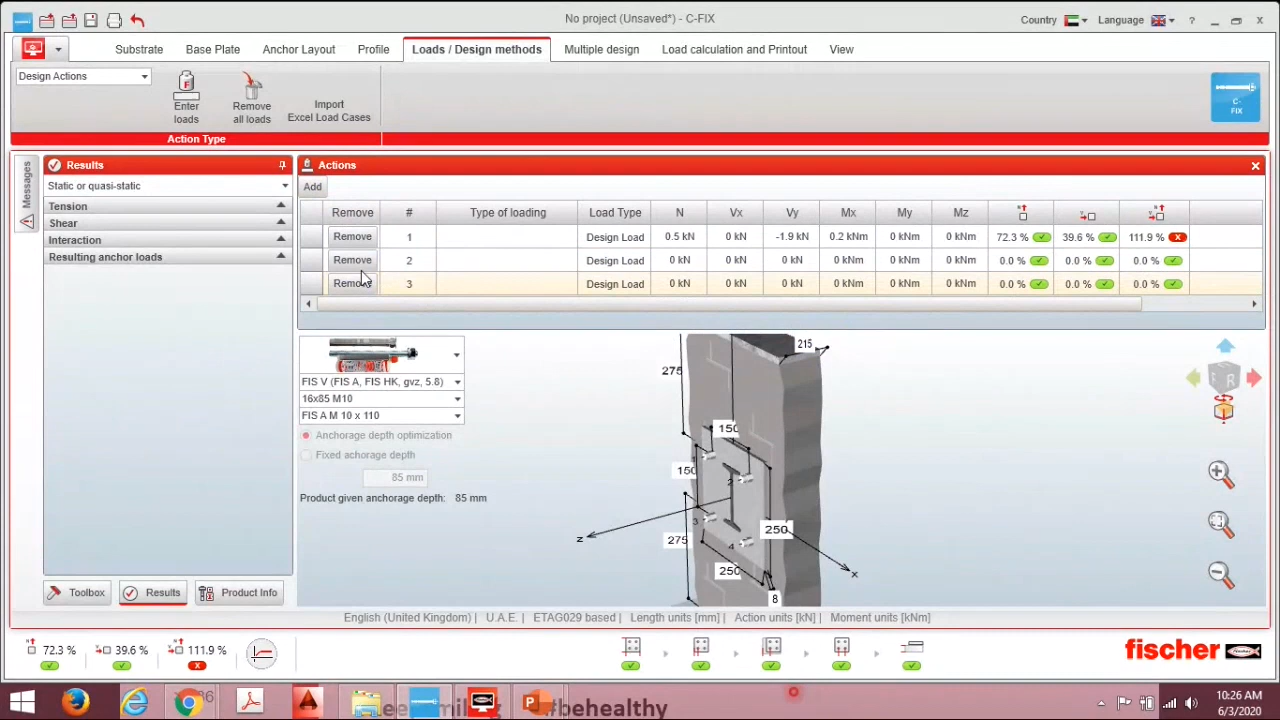 No project (Unsaved*) - C-FIX
Country
Language
?
Substrate
Base Plate
Anchor Layout
Profile
Loads / Design methods
Multiple design
Load calculation and Printout
View
Design Actions
Enter loads
Remove all loads
Import Excel Load Cases
C-FIX
Action Type
Messages
Results
Static or quasi-static
Tension
Shear
Interaction
Resulting anchor loads
Actions
Add
Remove # Type of loading Load Type N Vx Vy Mx My Mz
Remove 1 Design Load 0.5 kN 0 kN -1.9 kN 0.2 kNm 0 kNm 0 kNm 72.3 % 39.6 % 111.9 %
Remove 2 Design Load 0 kN 0 kN 0 kN 0 kNm 0 kNm 0 kNm 0.0 % 0.0 % 0.0 %
Remove 3 Design Load 0 kN 0 kN 0 kN 0 kNm 0 kNm 0 kNm 0.0 % 0.0 % 0.0 %
FIS V (FIS A, FIS HK, gvz, 5.8)
16x85 M10
FIS A M 10 x 110
Anchorage depth optimization
Fixed achorage depth
85 mm
Product given anchorage depth: 85 mm
215
275
150
150
2
3
4
250
275
250
8
z
x
F R
Toolbox
Results
Product Info
English (United Kingdom) | U.A.E. | ETAG029 based | Length units [mm] | Action units [kN] | Moment units [kNm]
72.3 %
39.6 %
111.9 %
fischer
#behealthy
10:26 AM
6/3/2020